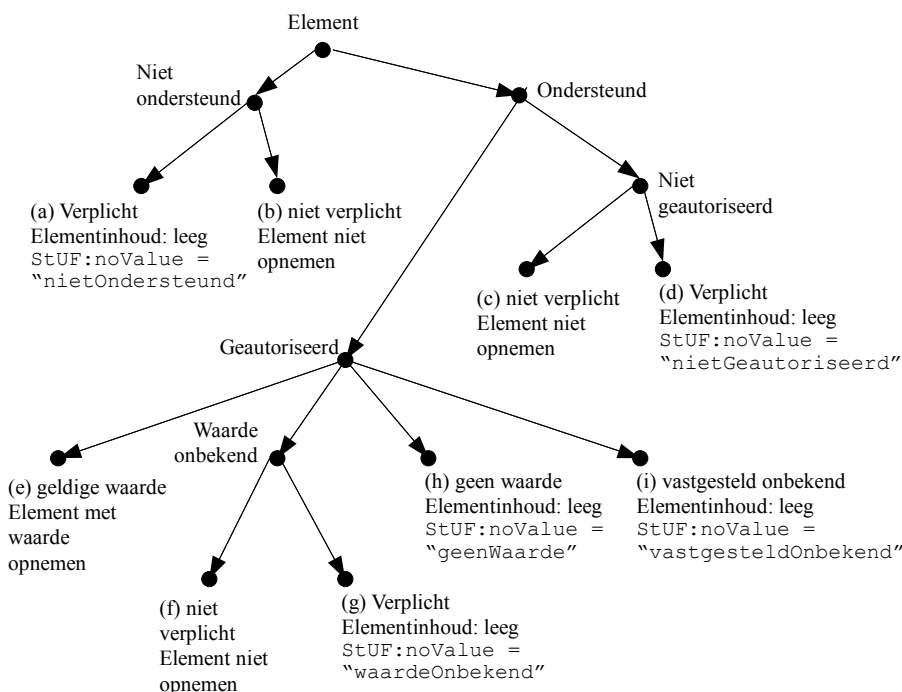 Element
Niet
ondersteund
Ondersteund
(a) Verplicht
Elementinhoud: leeg
StUF:noValue =
“nietOndersteund”
(b) niet verplicht
Element niet
opnemen
Niet
geautoriseerd
(c) niet verplicht
Element niet
opnemen
(d) Verplicht
Elementinhoud: leeg
StUF:noValue =
“nietGeautoriseerd”
Geautoriseerd
Waarde
onbekend
(e) geldige waarde
Element met
waarde
opnemen
(h) geen waarde
Elementinhoud: leeg
StUF:noValue =
“geenWaarde”
(i) vastgesteld onbekend
Elementinhoud: leeg
StUF:noValue =
“vastgesteldOnbekend”
(f) niet
verplicht
Element niet
opnemen
(g) Verplicht
Elementinhoud: leeg
StUF:noValue =
“waardeOnbekend”